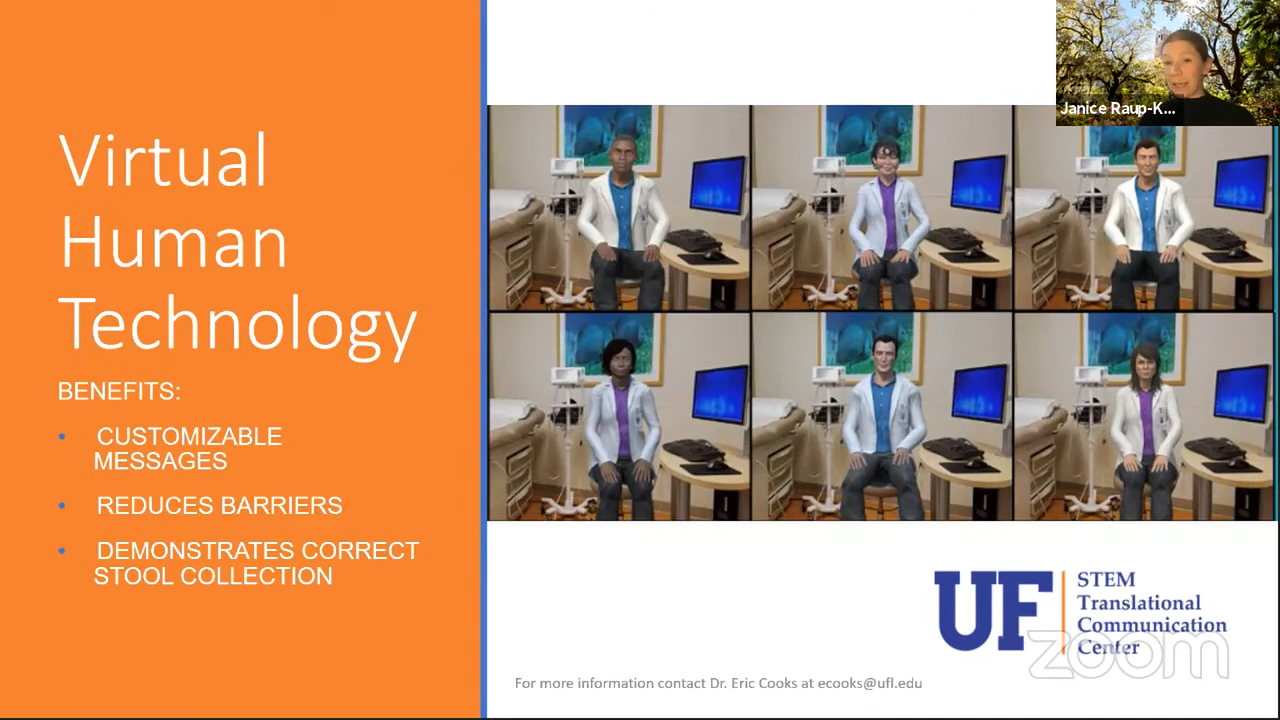 Virtual
Human
Technology
BENEFITS:
• CUSTOMIZABLE
MESSAGES
• REDUCES BARRIERS
• DEMONSTRATES CORRECT
STOOL COLLECTION
Janice Raup-K...
UF
STEM
Translational
Communication
Center
zoom
For more information contact Dr. Eric Cooks at ecooks@ufl.edu